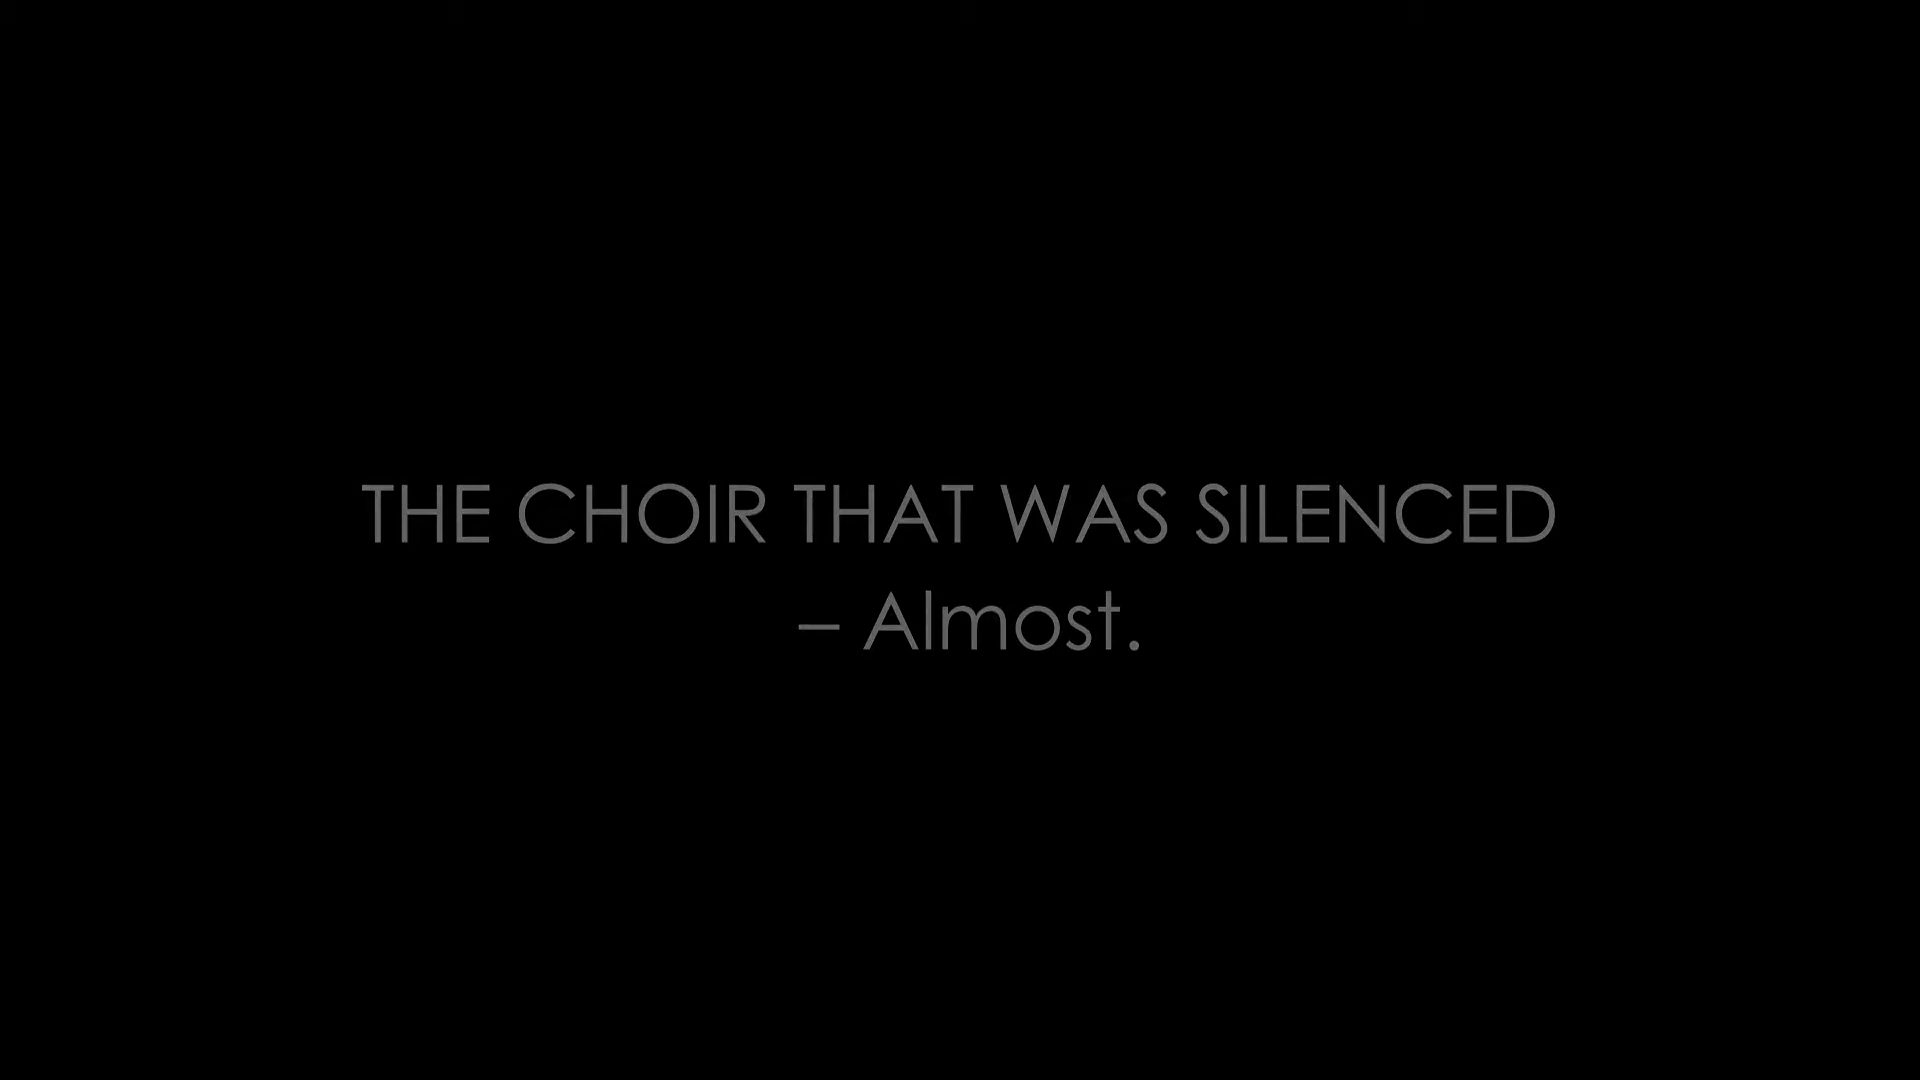 THE CHOIR THAT WAS SILENCED
– Almost.